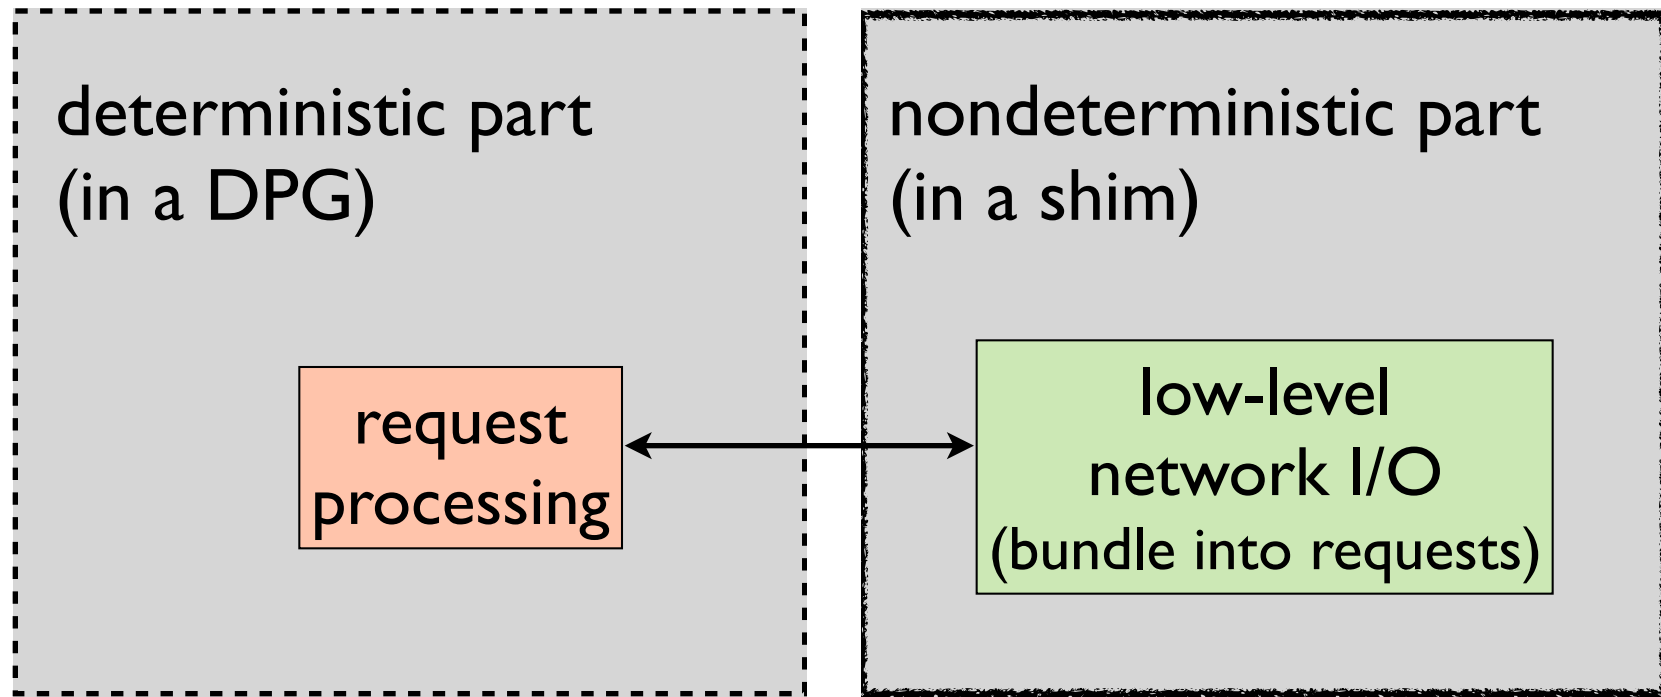 deterministic part
(in a DPG)
nondeterministic part
(in a shim)
request
processing
low-level
network I/O
(bundle into requests)